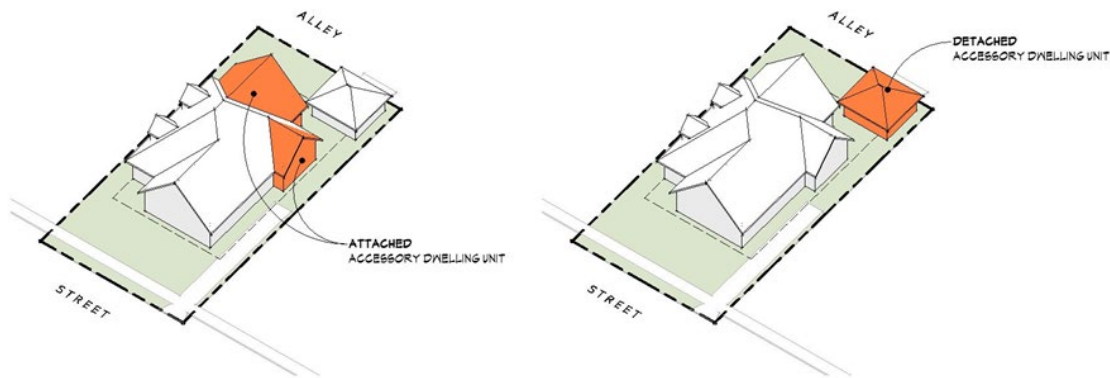 ALLEY
ATTACHED
ACCESSORY DWELLING UNIT
STREET
ALLEY
DETACHED
ACCESSORY DWELLING UNIT
STREET